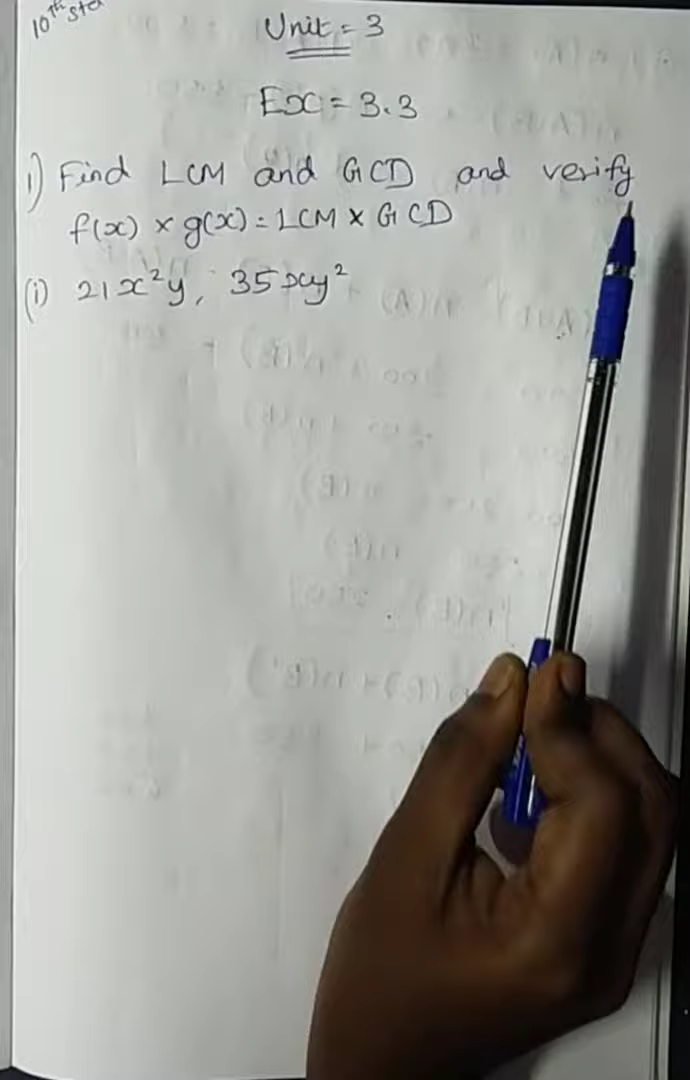 10th std
Unit = 3
Ex = 3.3
1) Find LCM and GCD and verify
f(x) x g(x) = LCM x GCD
(i) 21x²y, 35xy²